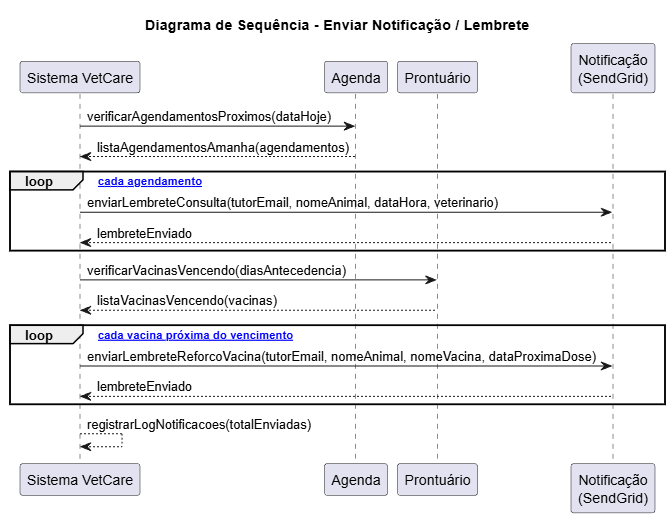 Diagrama de Sequência - Enviar Notificação / Lembrete
Sistema VetCare
Agenda
Prontuário
Notificação
(SendGrid)
verificarAgendamentosProximos(dataHoje)
listaAgendamentosAmanha(agendamentos)
loop
cada agendamento
enviarLembreteConsulta(tutorEmail, nomeAnimal, dataHora, veterinario)
lembreteEnviado
verificarVacinasVencendo(diasAntecedencia)
listaVacinasVencendo(vacinas)
loop
cada vacina próxima do vencimento
enviarLembreteReforcoVacina(tutorEmail, nomeAnimal, nomeVacina, dataProximaDose)
lembreteEnviado
registrarLogNotificacoes(totalEnviadas)
Sistema VetCare
Agenda
Prontuário
Notificação
(SendGrid)